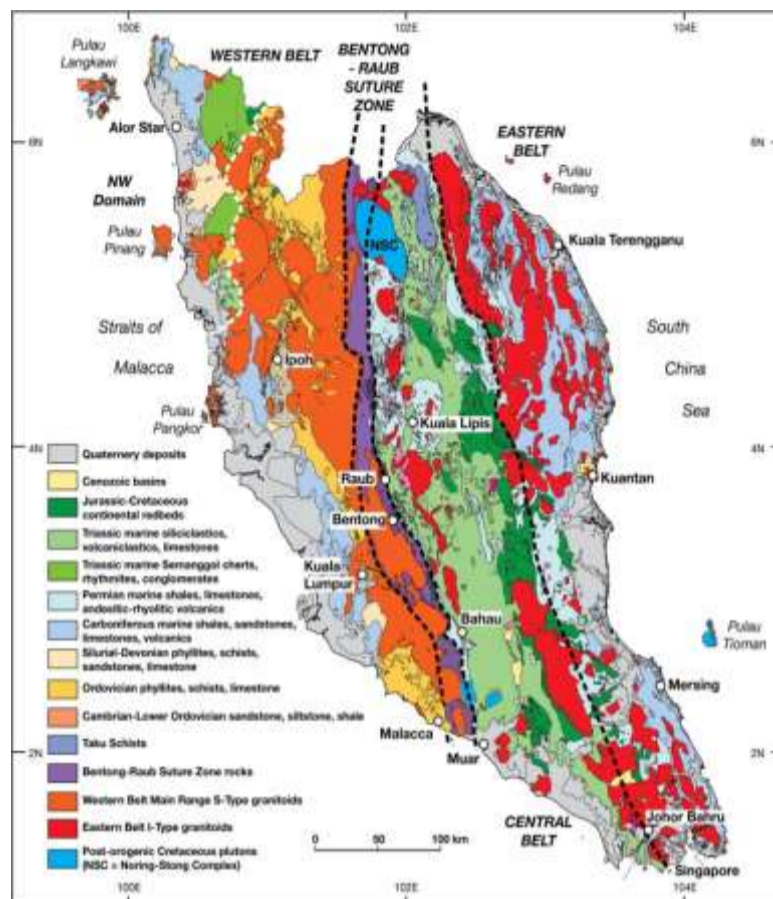 100E
102E
104E
Pulau
Langkawi
WESTERN BELT
BENTONG
- RAUB
SUTURE
ZONE
Alor Star
6N
6N
EASTERN
BELT
NW
Domain
Pulau
Redang
Pulau
Pinang
NSC
Kuala Terengganu
Straits of
Malacca
South
China
Sea
Ipoh
Pulau
Pangkor
Kuala Lipis
4N
4N
Quaternery deposits
Cenozoic basins
Jurassic-Cretaceous
continental redbeds
Triassic marine siliciclastics,
volcaniclastics, limestones
Triassic marine Semanggol cherts,
rhythmites, conglomerates
Permian marine shales, limestones,
andesitic-rhyolitic volcanics
Carboniferous marine shales, sandstones,
limestones, volcanics
Silurial-Devonian phyllites, schists,
sandstones, limestone
Ordovician phyllites, schists, limestone
Cambrian-Lower Ordovician sandstone, siltstone, shale
Taku Schists
Bentong-Raub Suture Zone rocks
Western Belt Main Range S-Type granitoids
Eastern Belt I-Type granitoids
Post-orogenic Cretaceous plutons
(NSC = Noring-Stong Complex)
Raub
Kuantan
Bentong
Kuala
Lumpur
Bahau
Pulau
Tioman
Mersing
Malacca
Muar
2N
2N
CENTRAL
BELT
Johor Bahru
0 50 100 km
Singapore
100E
102E
104E